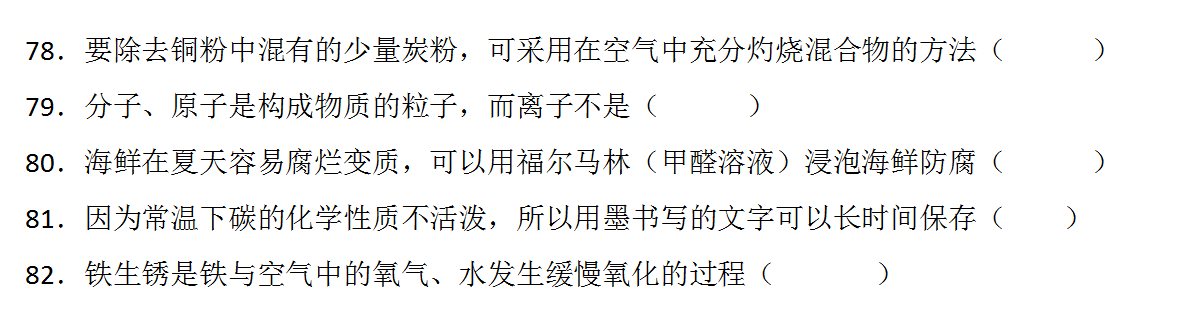 78. 要除去铜粉中混有的少量炭粉，可采用在空气中充分灼烧混合物的方法（　　）
79. 分子、原子是构成物质的粒子，而离子不是（　　）
80. 海鲜在夏天容易腐烂变质，可以用福尔马林（甲醛溶液）浸泡海鲜防腐（　　）
81. 因为常温下碳的化学性质不活泼，所以用墨书写的文字可以长时间保存（　　）
82. 铁生锈是铁与空气中的氧气、水发生缓慢氧化的过程（　　）